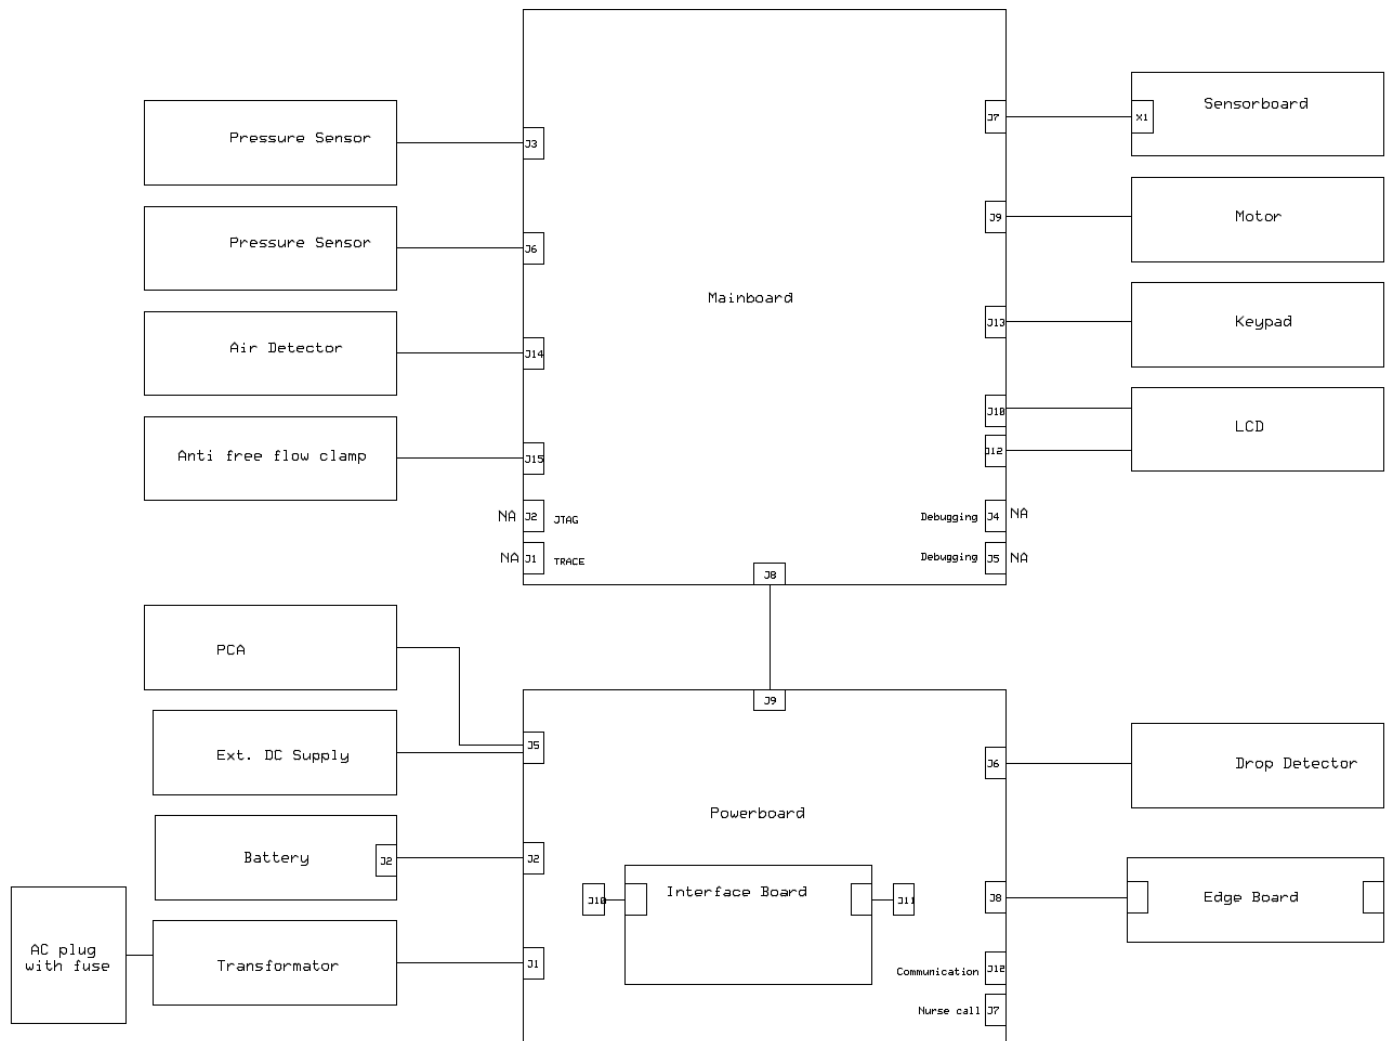 Sensorboard
J7
X1
Pressure Sensor
J3
J9
Motor
Pressure Sensor
J6
Mainboard
J13
Keypad
Air Detector
J14
J10
LCD
J12
Anti free flow clamp
J15
NA J2 JTAG
Debugging J4 NA
NA J1 TRACE
Debugging J5 NA
J8
PCA
J9
J5
Ext. DC Supply
J6
Drop Detector
Powerboard
Battery
J2
J2
Interface Board
J10
J11
J8
Edge Board
AC plug
with fuse
Transformator
J1
Communication J12
Nurse call J7